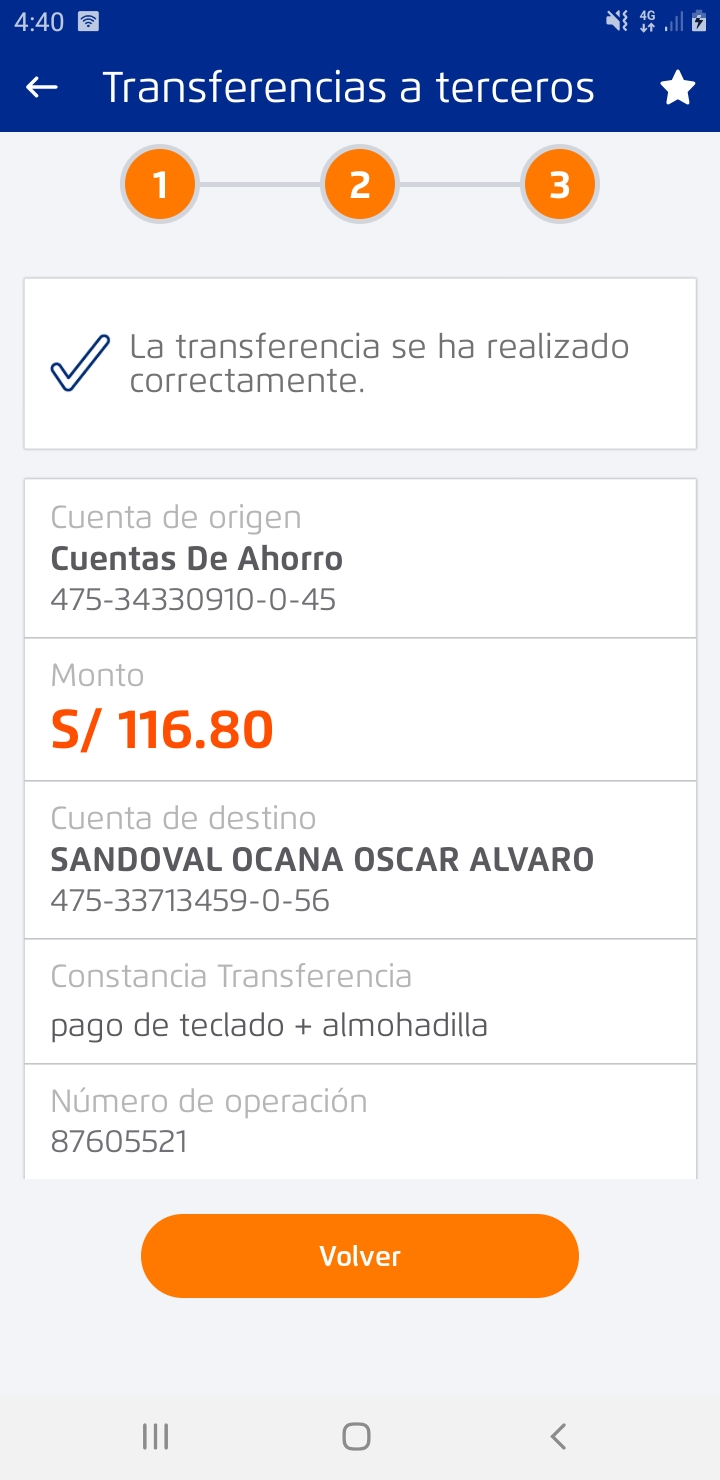 4:40
4G
Transferencias a terceros
1 2 3
La transferencia se ha realizado
correctamente.
Cuenta de origen
Cuentas De Ahorro
475-34330910-0-45
Monto
S/ 116.80
Cuenta de destino
SANDOVAL OCANA OSCAR ALVARO
475-33713459-0-56
Constancia Transferencia
pago de teclado + almohadilla
Número de operación
87605521
Volver